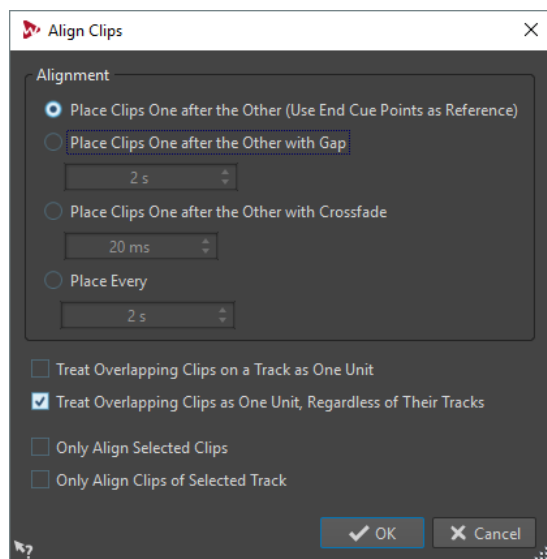 Align Clips
Alignment
Place Clips One after the Other (Use End Cue Points as Reference)
Place Clips One after the Other with Gap
2 s
Place Clips One after the Other with Crossfade
20 ms
Place Every
2 s
Treat Overlapping Clips on a Track as One Unit
Treat Overlapping Clips as One Unit, Regardless of Their Tracks
Only Align Selected Clips
Only Align Clips of Selected Track
OK Cancel
?